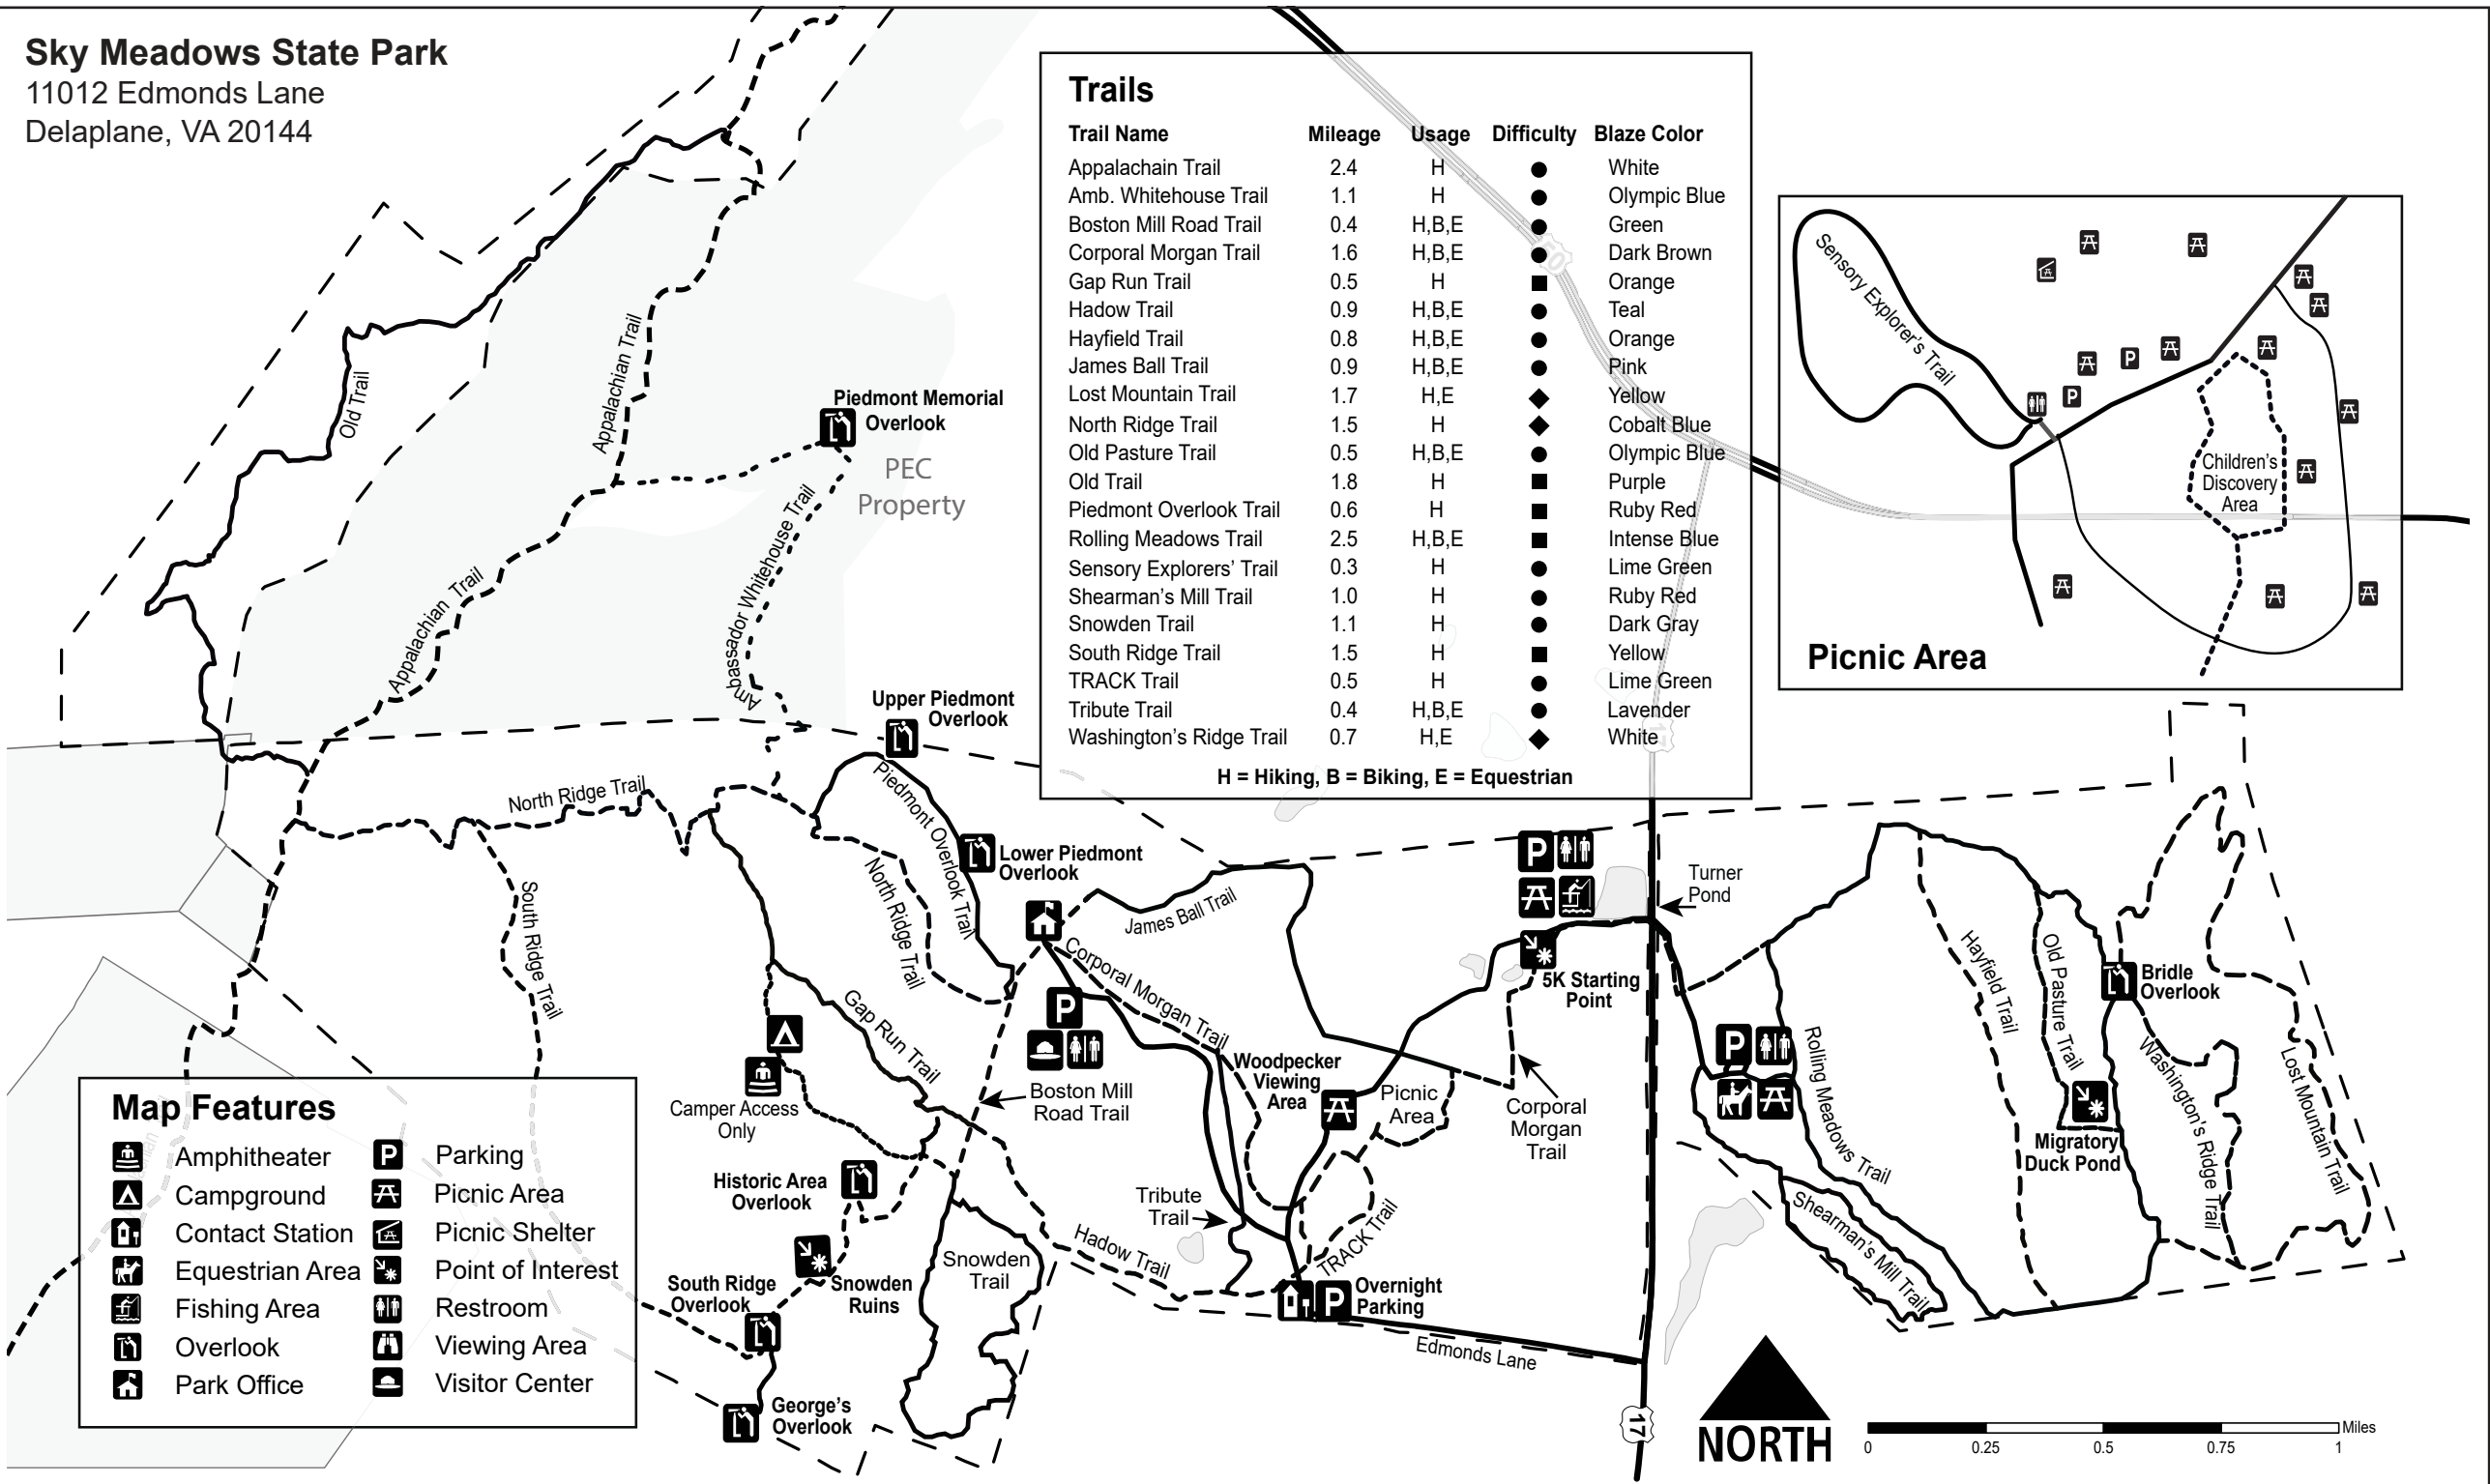 Sky Meadows State Park
11012 Edmonds Lane
Delaplane, VA 20144
Trails
Trail Name Mileage Usage Difficulty Blaze Color
Appalachain Trail 2.4 H White
Amb. Whitehouse Trail 1.1 H Olympic Blue
Boston Mill Road Trail 0.4 H,B,E Green
Corporal Morgan Trail 1.6 H,B,E Dark Brown
Gap Run Trail 0.5 H Orange
Hadow Trail 0.9 H,B,E Teal
Hayfield Trail 0.8 H,B,E Orange
James Ball Trail 0.9 H,B,E Pink
Lost Mountain Trail 1.7 H,E Yellow
North Ridge Trail 1.5 H Cobalt Blue
Old Pasture Trail 0.5 H,B,E Olympic Blue
Old Trail 1.8 H Purple
Piedmont Overlook Trail 0.6 H Ruby Red
Rolling Meadows Trail 2.5 H,B,E Intense Blue
Sensory Explorers' Trail 0.3 H Lime Green
Shearman's Mill Trail 1.0 H Ruby Red
Snowden Trail 1.1 H Dark Gray
South Ridge Trail 1.5 H Yellow
TRACK Trail 0.5 H Lime Green
Tribute Trail 0.4 H,B,E Lavender
Washington's Ridge Trail 0.7 H,E White
H = Hiking, B = Biking, E = Equestrian
50
17
Sensory Explorer's Trail
P
P
Children's
Discovery
Area
Picnic Area
Old Trail
Appalachian Trail
Piedmont Memorial
Overlook
PEC
Property
Ambassador Whitehouse Trail
Appalachian Trail
Upper Piedmont
Overlook
Piedmont Overlook Trail
Lower Piedmont
Overlook
North Ridge Trail
North Ridge Trail
South Ridge Trail
James Ball Trail
Corporal Morgan Trail
P
Turner
Pond
5K Starting
Point
Gap Run Trail
P
Boston Mill
Road Trail
Woodpecker
Viewing
Area
Picnic
Area
Corporal
Morgan
Trail
Camper Access
Only
Historic Area
Overlook
Snowden
Ruins
South Ridge
Overlook
George's
Overlook
Snowden
Trail
Hadow Trail
Tribute
Trail
TRACK Trail
P
Overnight
Parking
Edmonds Lane
P
Rolling Meadows Trail
Shearman's Mill Trail
Hayfield Trail
Old Pasture Trail
Bridle
Overlook
Migratory
Duck Pond
Washington's Ridge Trail
Lost Mountain Trail
Map Features
Amphitheater
Campground
Contact Station
Equestrian Area
Fishing Area
Overlook
Park Office
P Parking
Picnic Area
Picnic Shelter
Point of Interest
Restroom
Viewing Area
Visitor Center
17
NORTH
Miles
0 0.25 0.5 0.75 1